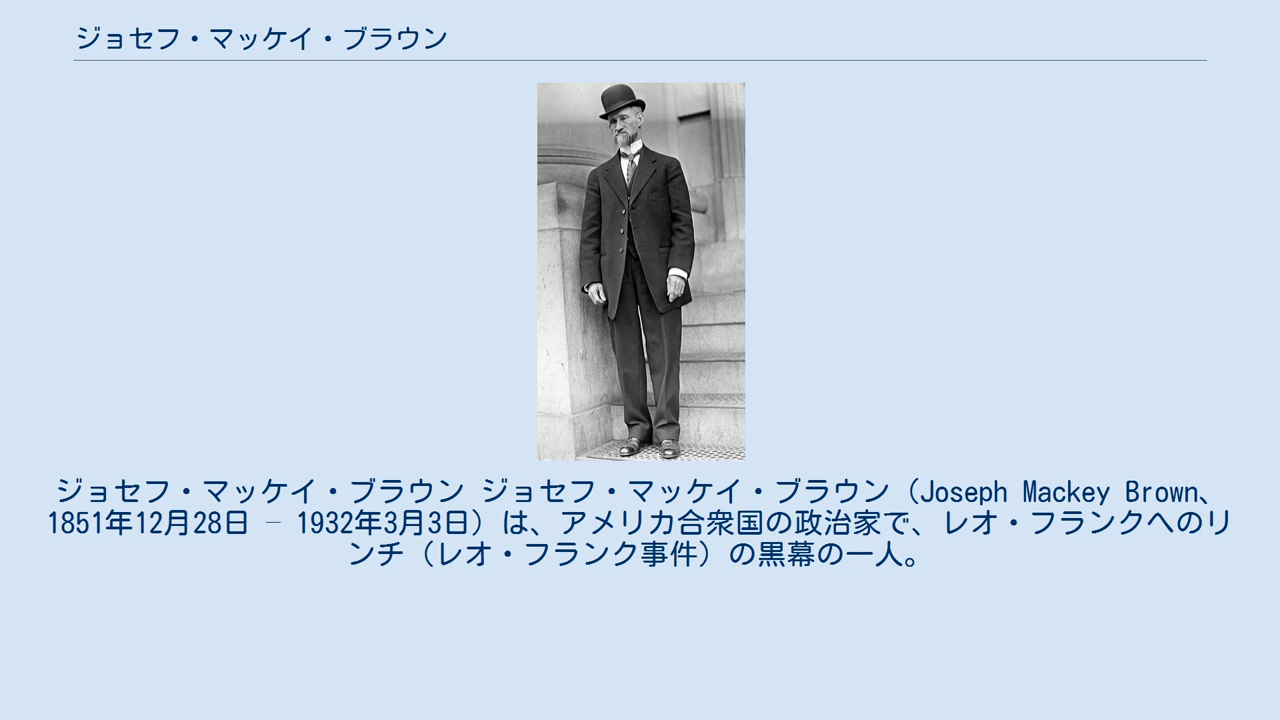 ジョセフ・マッケイ・ブラウン
ジョセフ・マッケイ・ブラウン ジョセフ・マッケイ・ブラウン（Joseph Mackey Brown、
1851年12月28日 – 1932年3月3日）は、アメリカ合衆国の政治家で、レオ・フランクへのリ
ンチ（レオ・フランク事件）の黒幕の一人。